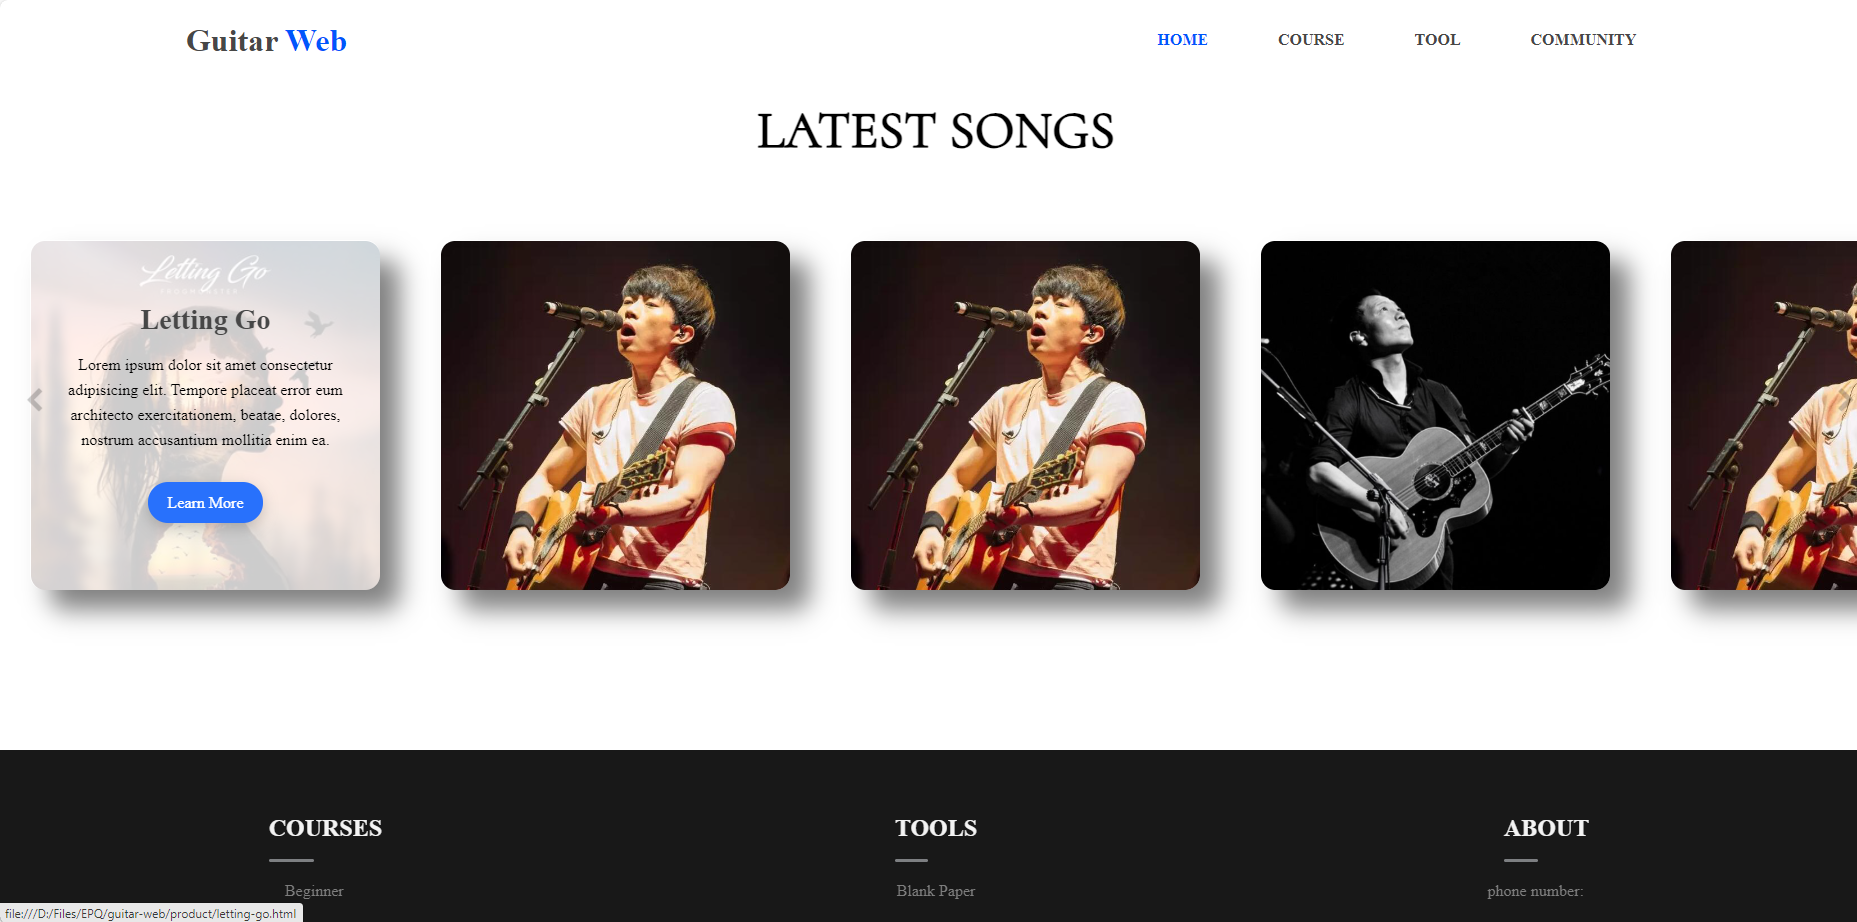 Guitar Web
HOME
COURSE
TOOL
COMMUNITY
LATEST SONGS
Letting Go
Letting Go
Lorem ipsum dolor sit amet consectetur
adipisicing elit. Tempore placeat error eum
architecto exercitationem, beatae, dolores,
nostrum accusantium mollitia enim ea.
Learn More
COURSES
TOOLS
ABOUT
Beginner
Blank Paper
phone number:
file:///D:/Files/EPQ/guitar-web/product/letting-go.html